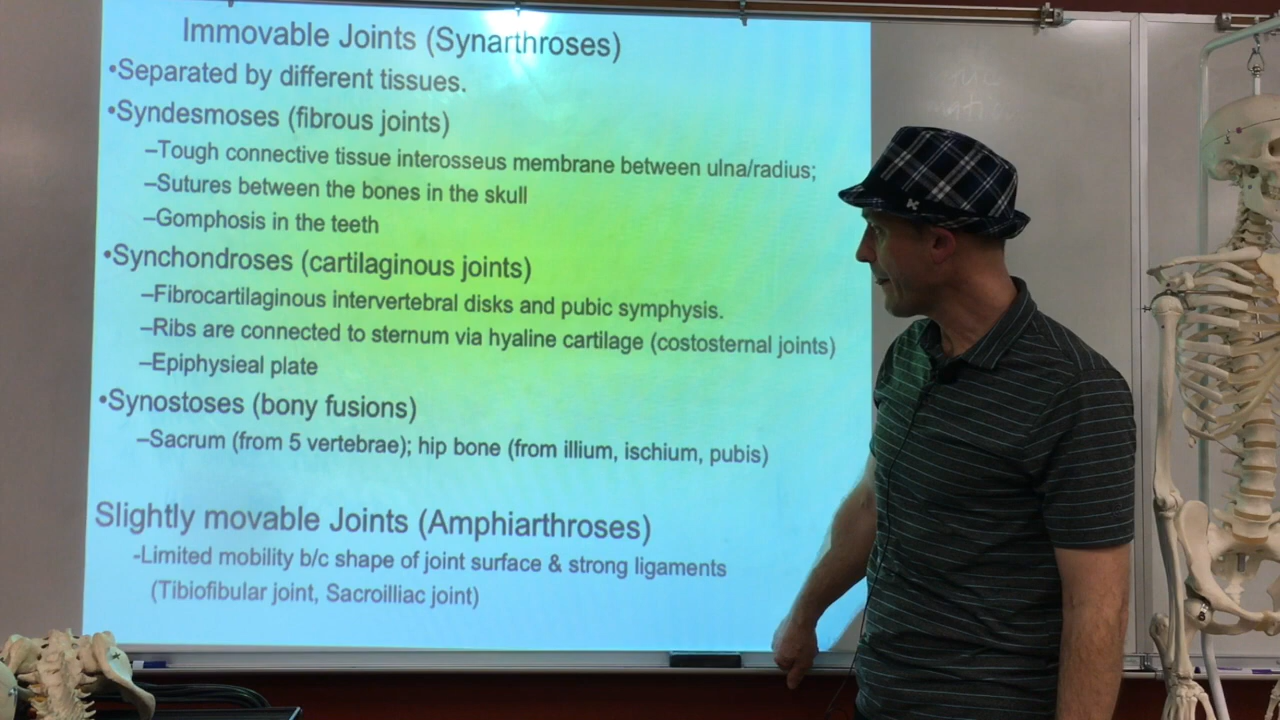 Immovable Joints (Synarthroses)
•Separated by different tissues.
•Syndesmoses (fibrous joints)
–Tough connective tissue interosseus membrane between ulna/radius;
–Sutures between the bones in the skull
–Gomphosis in the teeth
•Synchondroses (cartilaginous joints)
–Fibrocartilaginous intervertebral disks and pubic symphysis.
–Ribs are connected to sternum via hyaline cartilage (costosternal joints)
–Epiphysieal plate
•Synostoses (bony fusions)
–Sacrum (from 5 vertebrae); hip bone (from illium, ischium, pubis)
Slightly movable Joints (Amphiarthroses)
-Limited mobility b/c shape of joint surface & strong ligaments
(Tibiofibular joint, Sacroilliac joint)